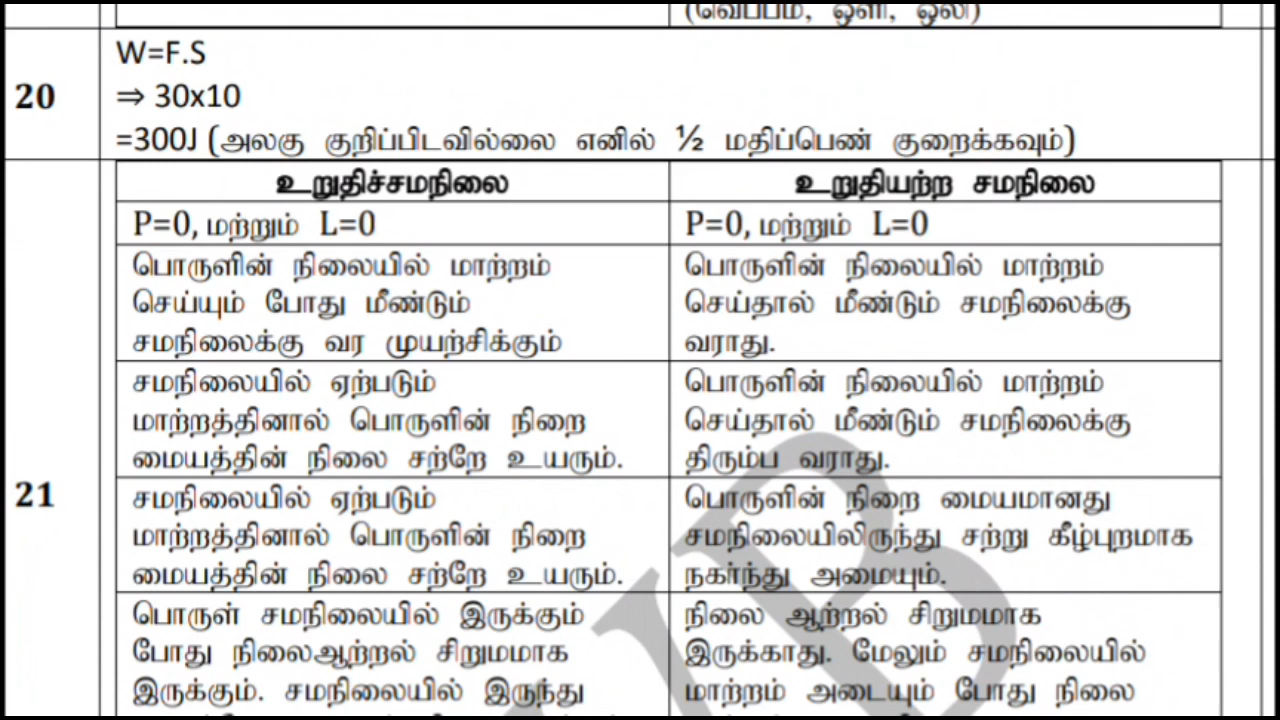 (வெப்பம், ஒளி, ஒலி)
20
W=F.S
⇒ 30x10
=300J (அலகு குறிப்பிடவில்லை எனில் ½ மதிப்பெண் குறைக்கவும்)
21
உறுதிச்சமநிலை
உறுதியற்ற சமநிலை
P=0, மற்றும் L=0
P=0, மற்றும் L=0
பொருளின் நிலையில் மாற்றம்
செய்யும் போது மீண்டும்
சமநிலைக்கு வர முயற்சிக்கும்
பொருளின் நிலையில் மாற்றம்
செய்தால் மீண்டும் சமநிலைக்கு
வராது.
சமநிலையில் ஏற்படும்
மாற்றத்தினால் பொருளின் நிறை
மையத்தின் நிலை சற்றே உயரும்.
பொருளின் நிலையில் மாற்றம்
செய்தால் மீண்டும் சமநிலைக்கு
திரும்ப வராது.
சமநிலையில் ஏற்படும்
மாற்றத்தினால் பொருளின் நிறை
மையத்தின் நிலை சற்றே உயரும்.
பொருளின் நிறை மையமானது
சமநிலையிலிருந்து சற்று கீழ்புறமாக
நகர்ந்து அமையும்.
பொருள் சமநிலையில் இருக்கும்
போது நிலைஆற்றல் சிறுமமாக
இருக்கும். சமநிலையில் இருந்து
நிலை ஆற்றல் சிறுமமாக
இருக்காது. மேலும் சமநிலையில்
மாற்றம் அடையும் போது நிலை